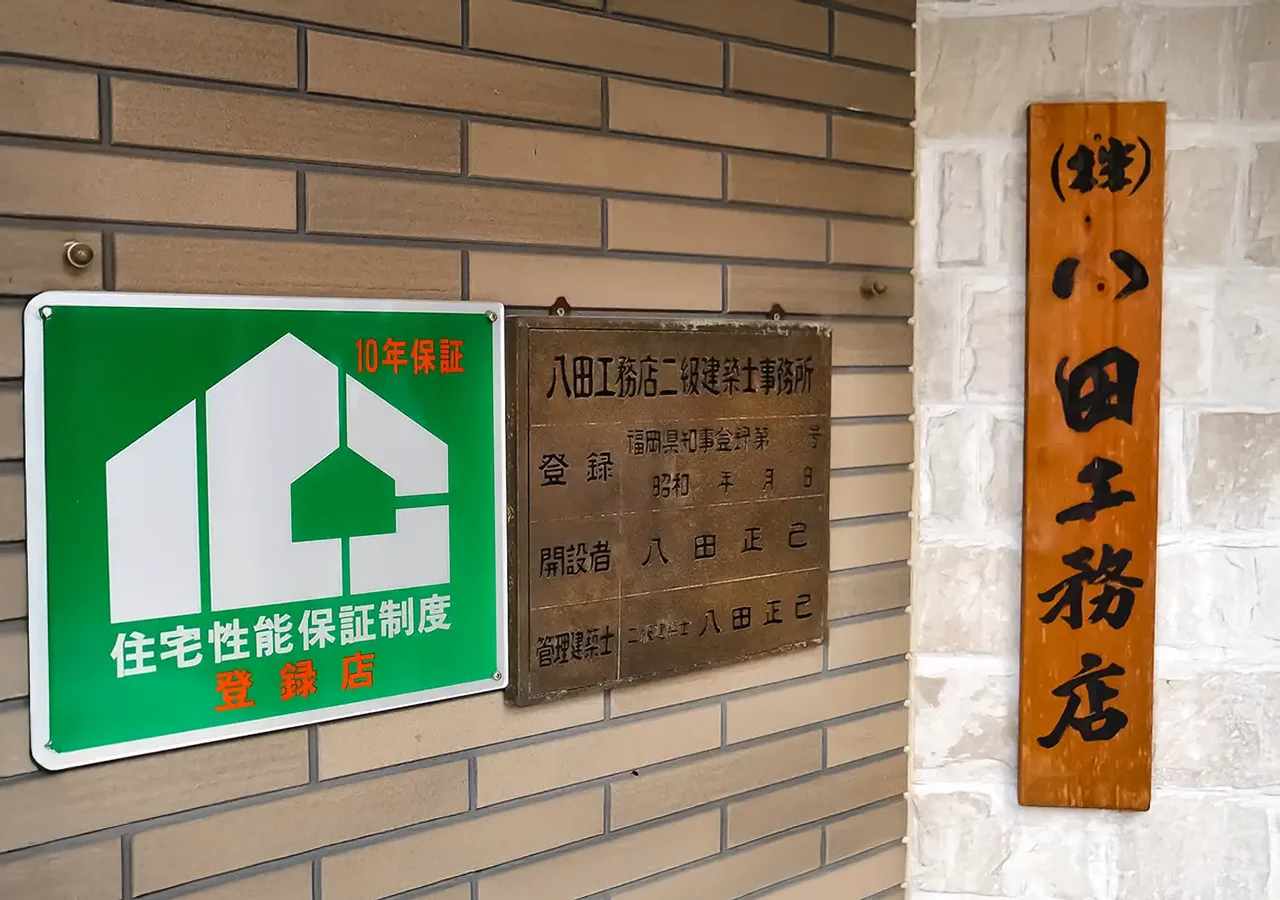 10年保証
住宅性能保証制度
登録店
八田工務店二級建築士事務所
登録
福岡県知事登録第 号
昭和 年 月 日
開設者 八田正己
管理建築士 二級建築士 八田正己
(株)八田工務店